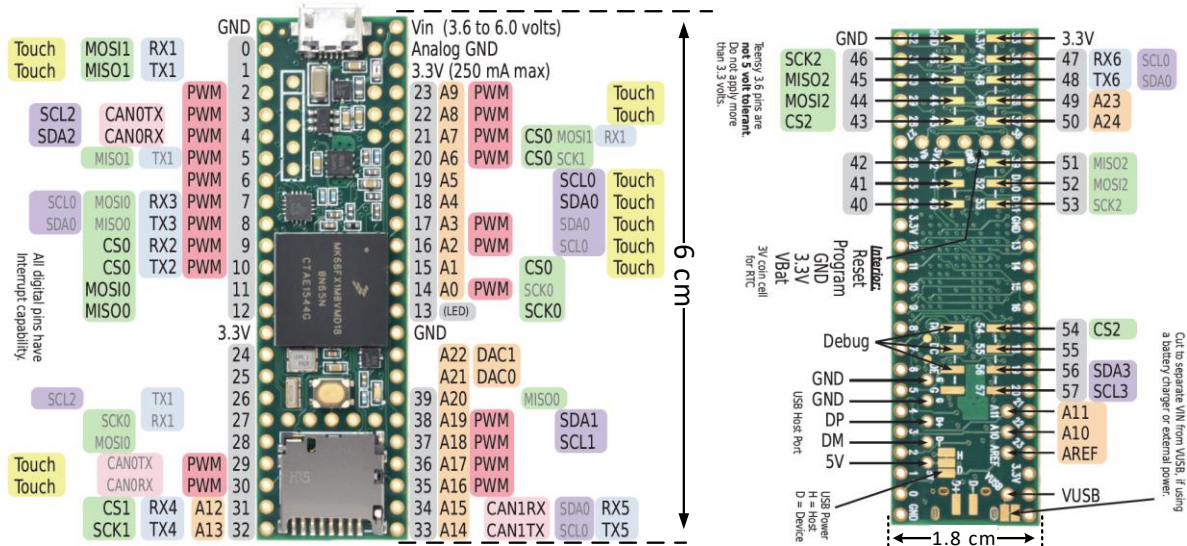 GND
Vin (3.6 to 6.0 volts)
Touch MOSI1 RX1 0
Analog GND
Touch MISO1 TX1 1
3.3V (250 mA max)
PWM 2
23 A9 PWM Touch
SCL2 CAN0TX PWM 3
22 A8 PWM Touch
SDA2 CAN0RX PWM 4
21 A7 PWM CS0 MOSI1 RX1
MISO1 TX1 PWM 5
20 A6 PWM CS0 SCK1
PWM 6
19 A5 SCL0 Touch
SCL0 MOSI0 RX3 PWM 7
18 A4 SDA0 Touch
SDA0 MISO0 TX3 PWM 8
17 A3 PWM SDA0 Touch
CS0 RX2 PWM 9
16 A2 PWM SCL0 Touch
CS0 TX2 PWM 10
15 A1 CS0 Touch
MOSI0 11
14 A0 PWM SCK0
MISO0 12
13 (LED) SCK0
3.3V
GND
24
A22 DAC1
25
A21 DAC0
SCL2 TX1 26
39 A20 MISO0
SCK0 RX1 27
38 A19 PWM SDA1
MOSI0 28
37 A18 PWM SCL1
Touch CAN0TX PWM 29
36 A17 PWM
Touch CAN0RX PWM 30
35 A16 PWM
CS1 RX4 A12 31
34 A15 CAN1RX SDA0 RX5
SCK1 TX4 A13 32
33 A14 CAN1TX SCL0 TX5
All digital pins have
Interrupt capability.
MK66FX1M0VMD18
0N65N
CTAE1544G
6 cm
Teensy 3.6 pins are
not 5 volt tolerant.
Do not apply more
than 3.3 volts.
GND
3.3V
SCK2 46
47 RX6 SCL0
MISO2 45
48 TX6 SDA0
MOSI2 44
49 A23
CS2 43
50 A24
42
51 MISO2
41
52 MOSI2
40
53 SCK2
Interior:
Reset
Program
GND
3.3V
VBat
3V coin cell
for RTC
Debug
54 CS2
55
56 SDA3
57 SCL3
GND
GND
DP
DM
5V
USB Host Port
A11
A10
AREF
VUSB
USB Power
H = Host
D = Device
Cut to separate VIN from
VUSB, if using
a battery charger or
external power.
1.8 cm